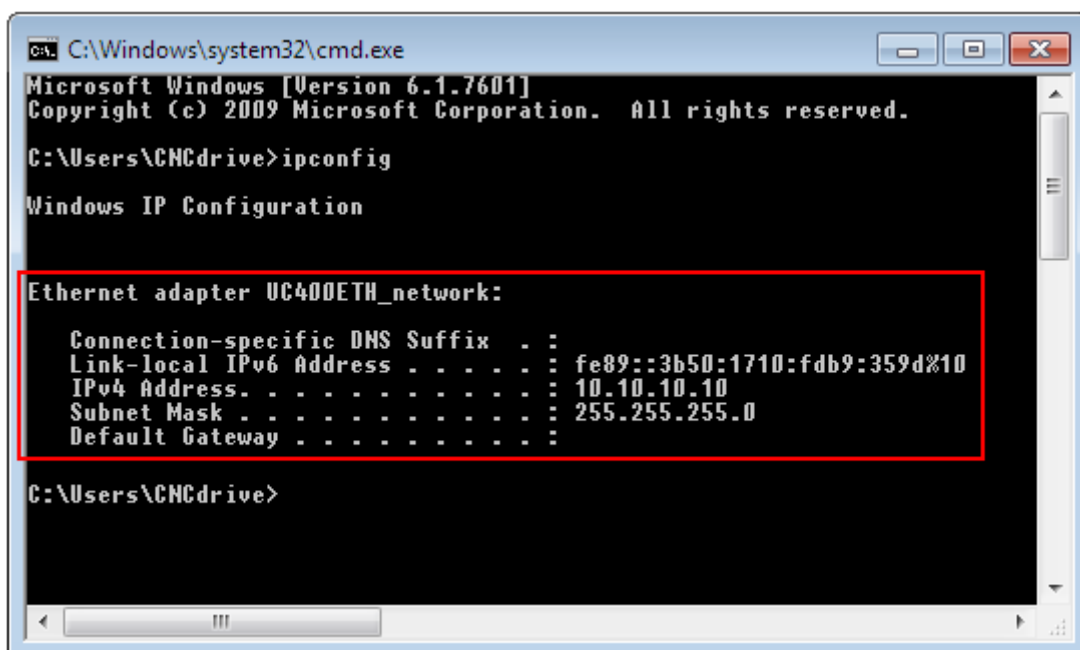 C:\Windows\system32\cmd.exe
Microsoft Windows [Version 6.1.7601]
Copyright (c) 2009 Microsoft Corporation.  All rights reserved.
C:\Users\CNCdrive>ipconfig
Windows IP Configuration
Ethernet adapter UC400ETH_network:
Connection-specific DNS Suffix  . :
Link-local IPv6 Address . . . . . : fe89::3b50:1710:fdb9:359d%10
IPv4 Address. . . . . . . . . . . : 10.10.10.10
Subnet Mask . . . . . . . . . . . : 255.255.255.0
Default Gateway . . . . . . . . . :
C:\Users\CNCdrive>